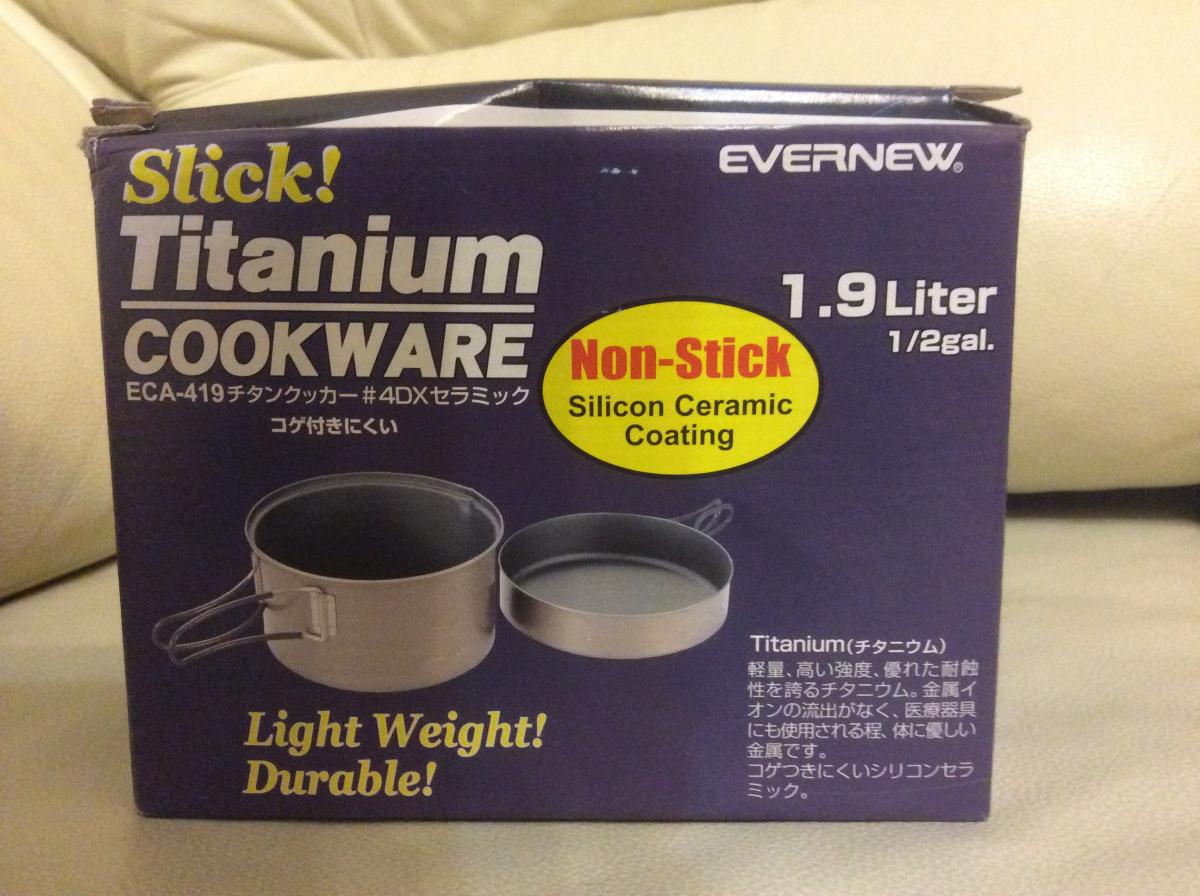 Slick!
EVERNEW®
Titanium
COOKWARE
ECA-419チタンクッカー#4DXセラミック
コゲ付きにくい
1.9 Liter
1/2gal.
Non-Stick
Silicon Ceramic
Coating
Light Weight!
Durable!
Titanium(チタニウム)
軽量、高い強度、優れた耐蝕
性を誇るチタニウム。金属イ
オンの流出がなく、医療器具
にも使用される程、体に優しい
金属です。
コゲつきにくいシリコンセラ
ミック。